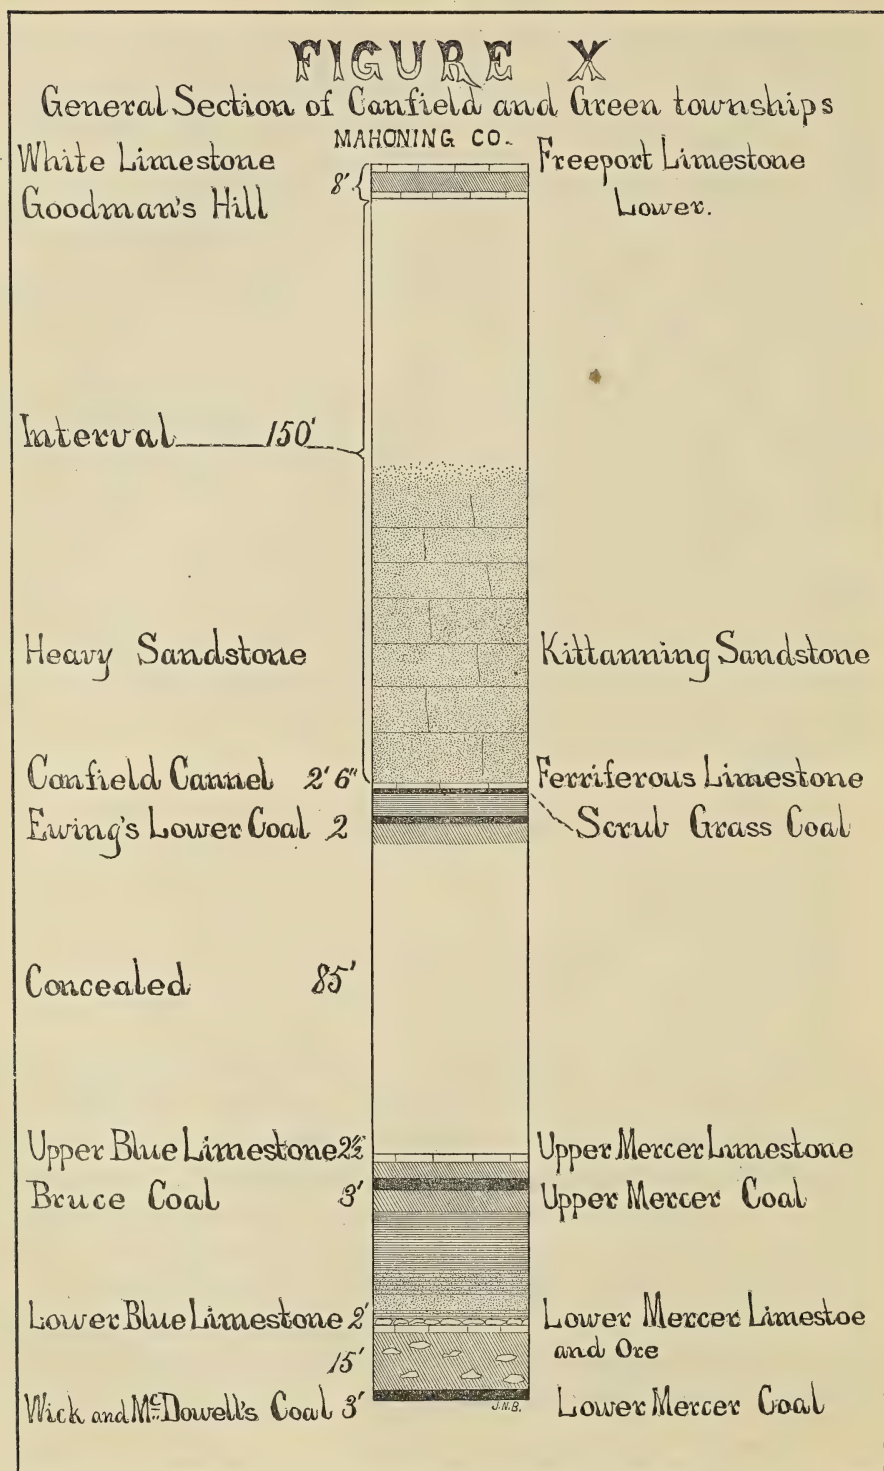 FIGURE X
General Section of Canfield and Green townships
MAHONING CO.
White Limestone 8' Freeport Limestone
Goodman's Hill Lower.
Interval 150'
Heavy Sandstone Kittanning Sandstone
Canfield Cannel 2' 6" Ferriferous Limestone
Ewing's Lower Coal 2 Scrub Grass Coal
Concealed 85'
Upper Blue Limestone Upper Mercer Limestone
Bruce Coal 3' Upper Mercer Coal
Lower Blue Limestone 2' Lower Mercer Limestoe
15' and Ore
Wick and Mc.Dowell's Coal 3' Lower Mercer Coal
J.N.B.